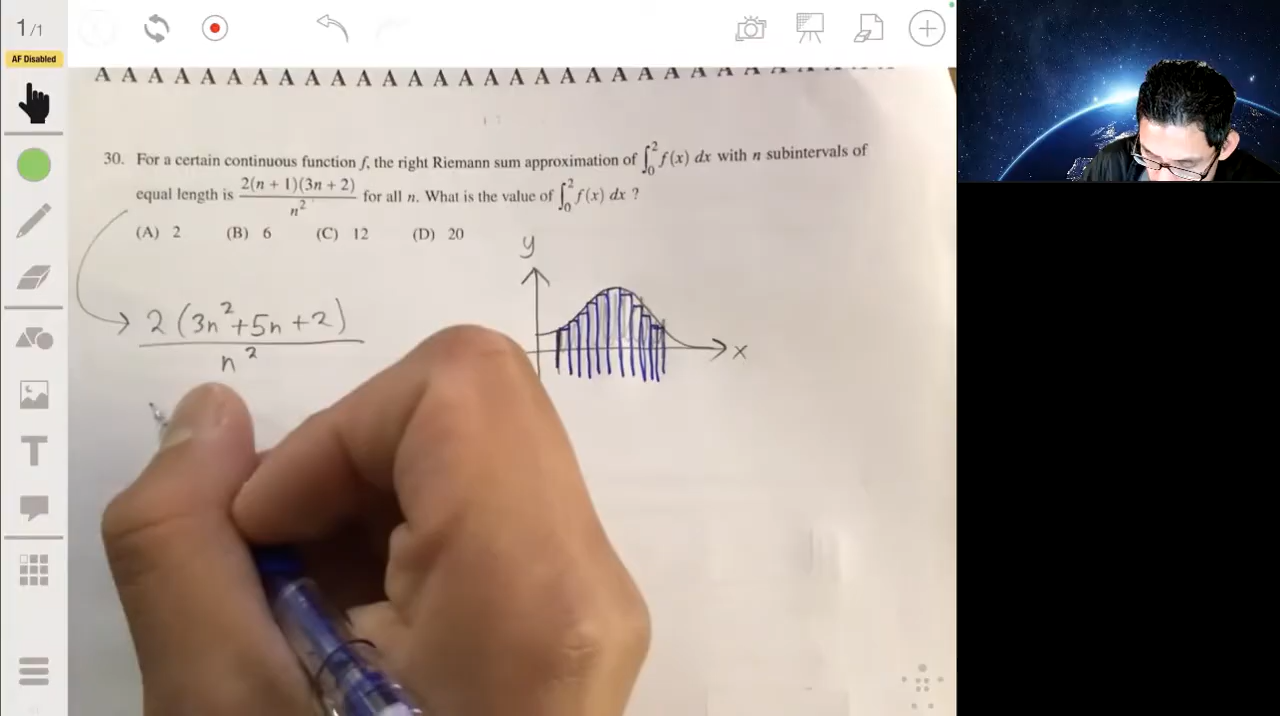 1/1
AF Disabled
T
A A A A A A A A A A A A A A A A A A A A A A A A A A A A A A A
30. For a certain continuous function f, the right Riemann sum approximation of ∫₀² f(x) dx with n subintervals of
equal length is 2(n + 1)(3n + 2)/n² for all n. What is the value of ∫₀² f(x) dx ?
(A) 2 (B) 6 (C) 12 (D) 20
y
2(3n²+5n+2)
n²
x